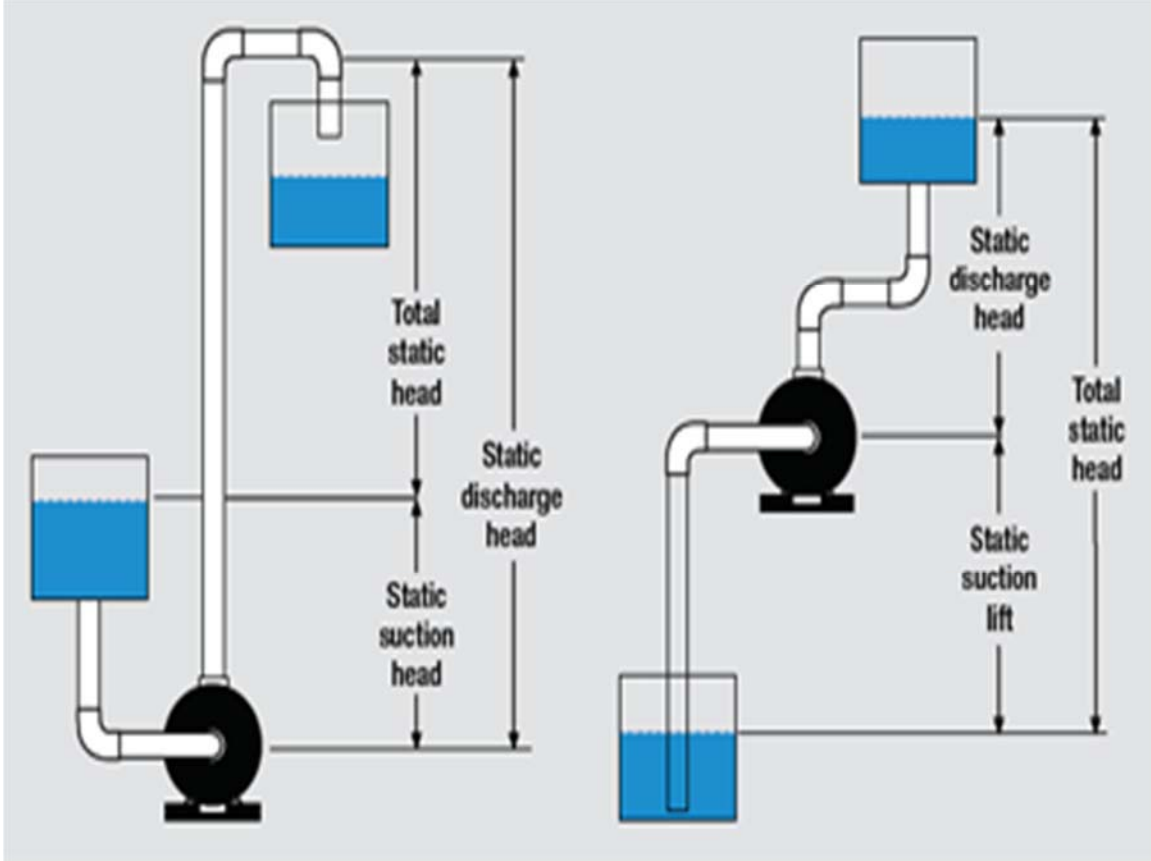 Total
static
head
Static
discharge
head
Static
suction
head
Static
discharge
head
Total
static
head
Static
suction
lift